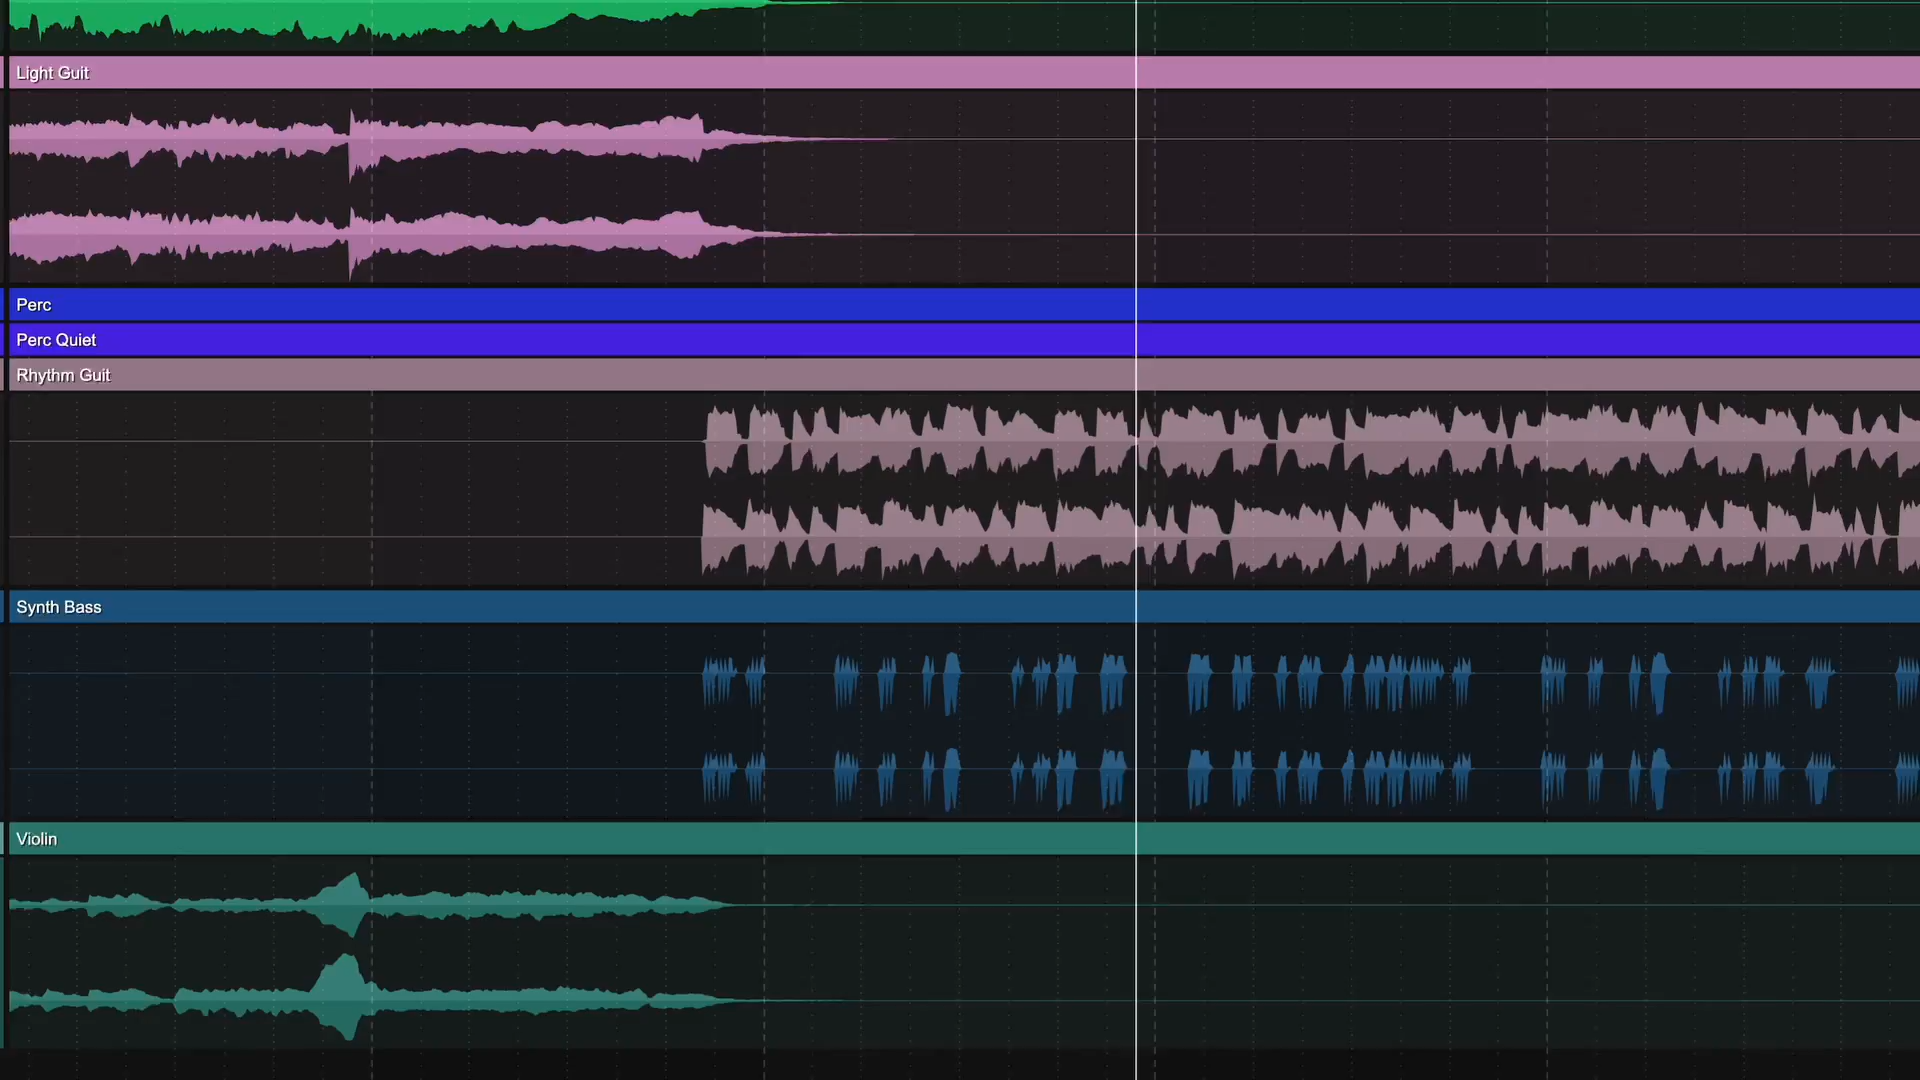 Light Guit
Perc
Perc Quiet
Rhythm Guit
Synth Bass
Violin